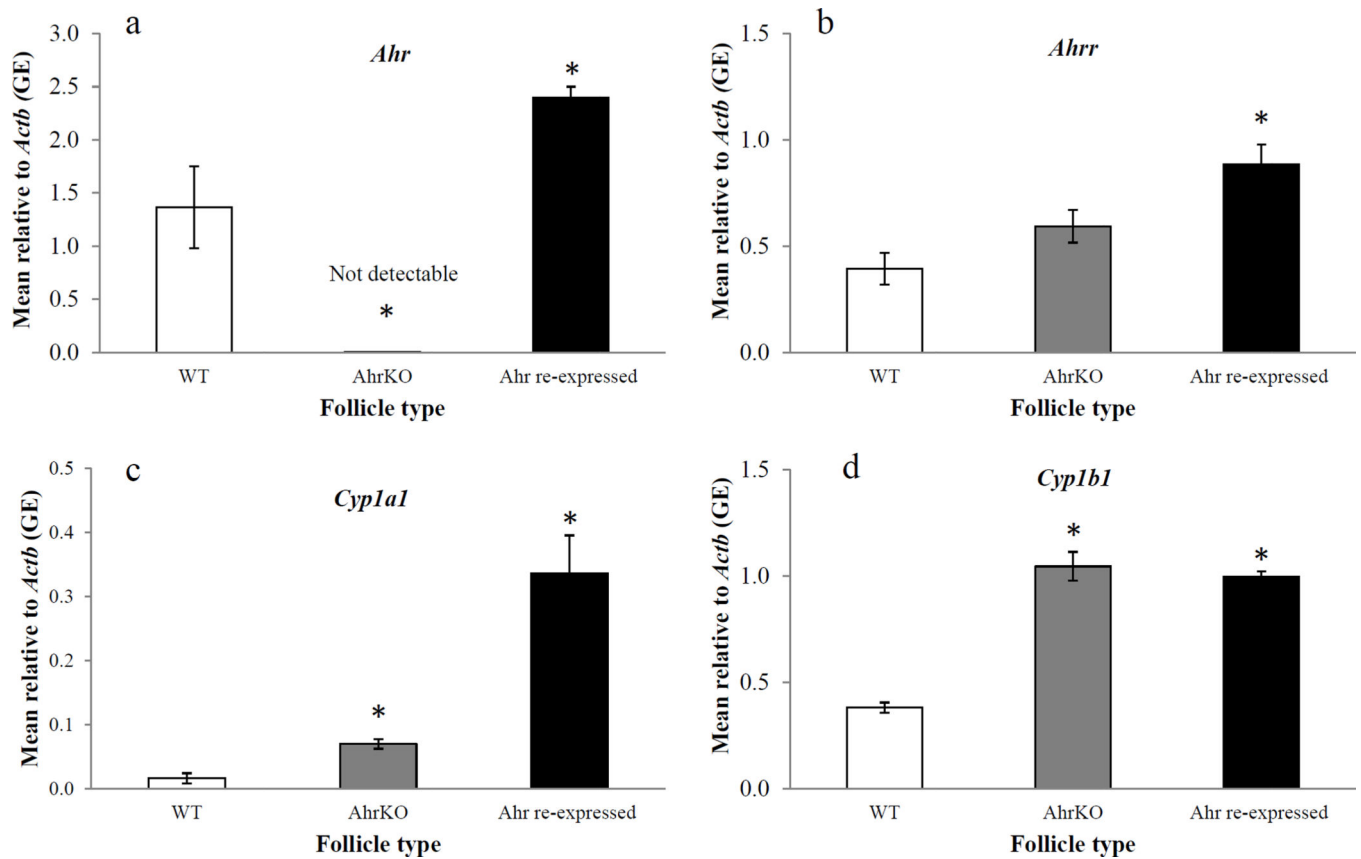 a
Ahr
Mean relative to Actb (GE)
3.0
2.5
2.0
1.5
1.0
0.5
0.0
*
Not detectable
*
WT
AhrKO
Ahr re-expressed
Follicle type
b
Ahrr
Mean relative to Actb (GE)
1.5
1.0
0.5
0.0
*
WT
AhrKO
Ahr re-expressed
Follicle type
c
Cyp1a1
Mean relative to Actb (GE)
0.5
0.4
0.3
0.2
0.1
0.0
*
*
WT
AhrKO
Ahr re-expressed
Follicle type
d
Cyp1b1
Mean relative to Actb (GE)
1.5
1.0
0.5
0.0
*
*
WT
AhrKO
Ahr re-expressed
Follicle type